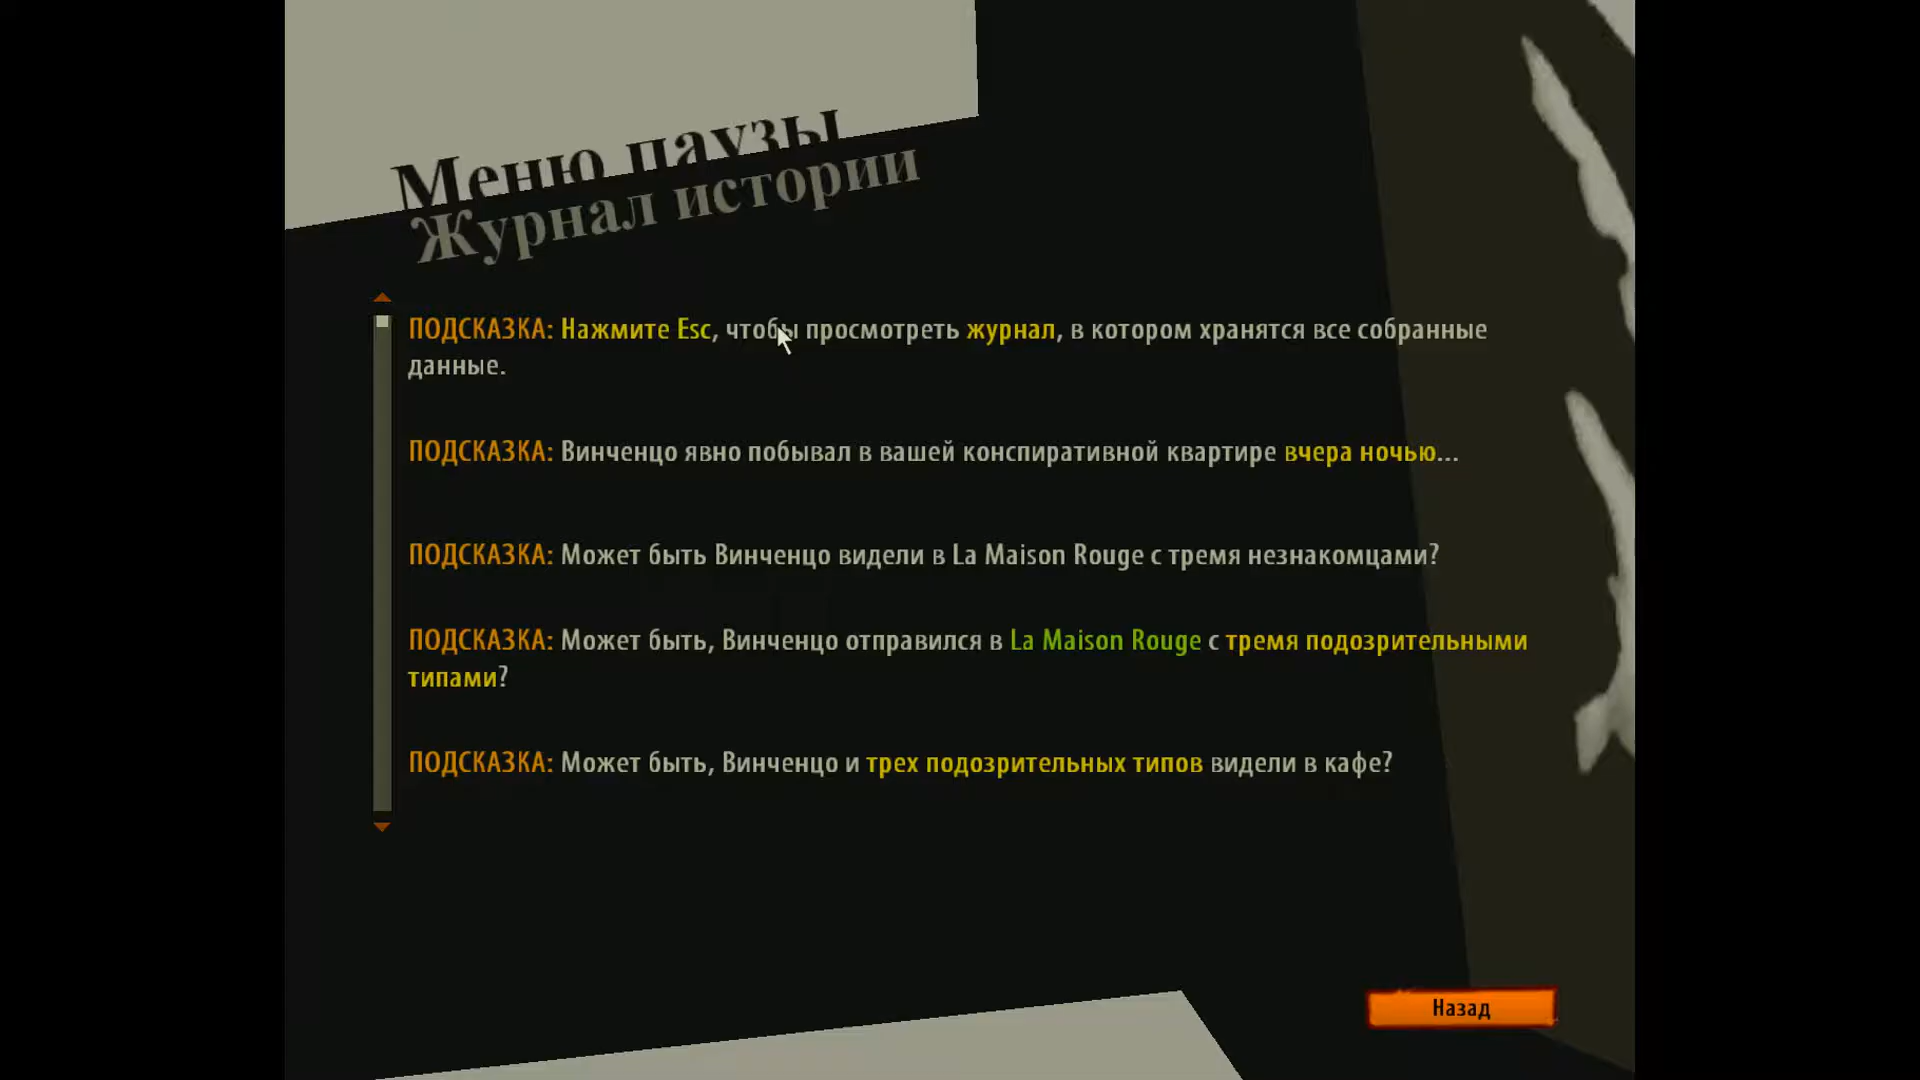 Меню паузы
Журнал истории
ПОДСКАЗКА: Нажмите Esc, чтобы просмотреть журнал, в котором хранятся все собранные
данные.
ПОДСКАЗКА: Винченцо явно побывал в вашей конспиративной квартире вчера ночью...
ПОДСКАЗКА: Может быть Винченцо видели в La Maison Rouge с тремя незнакомцами?
ПОДСКАЗКА: Может быть, Винченцо отправился в La Maison Rouge с тремя подозрительными
типами?
ПОДСКАЗКА: Может быть, Винченцо и трех подозрительных типов видели в кафе?
Назад